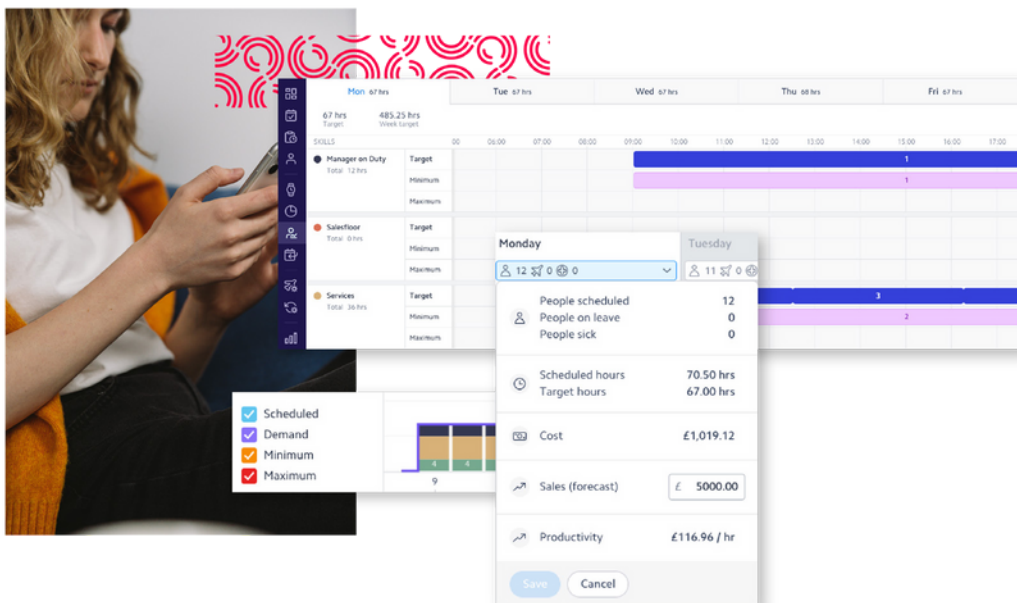 Mon 67 hrs
Tue 67 hrs
Wed 67 hrs
Thu 68 hrs
Fri 67 hrs
67 hrs
Target
485.25 hrs
Week target
SKILLS
00 06:00 07:00 08:00 09:00 10:00 11:00 12:00 13:00 14:00 15:00 16:00 17:00
Manager on Duty
Total 12 hrs
Target
1
Minimum
1
Maximum
Salesfloor
Total 0 hrs
Target
Minimum
Maximum
Services
Total 36 hrs
Target
3
Minimum
2
Maximum
Monday
12 0 0
Tuesday
11 0
People scheduled 12
People on leave 0
People sick 0
Scheduled hours 70.50 hrs
Target hours 67.00 hrs
Cost £1,019.12
Sales (forecast) £ 5000.00
Productivity £116.96 / hr
Save
Cancel
Scheduled
Demand
Minimum
Maximum
4 4
9